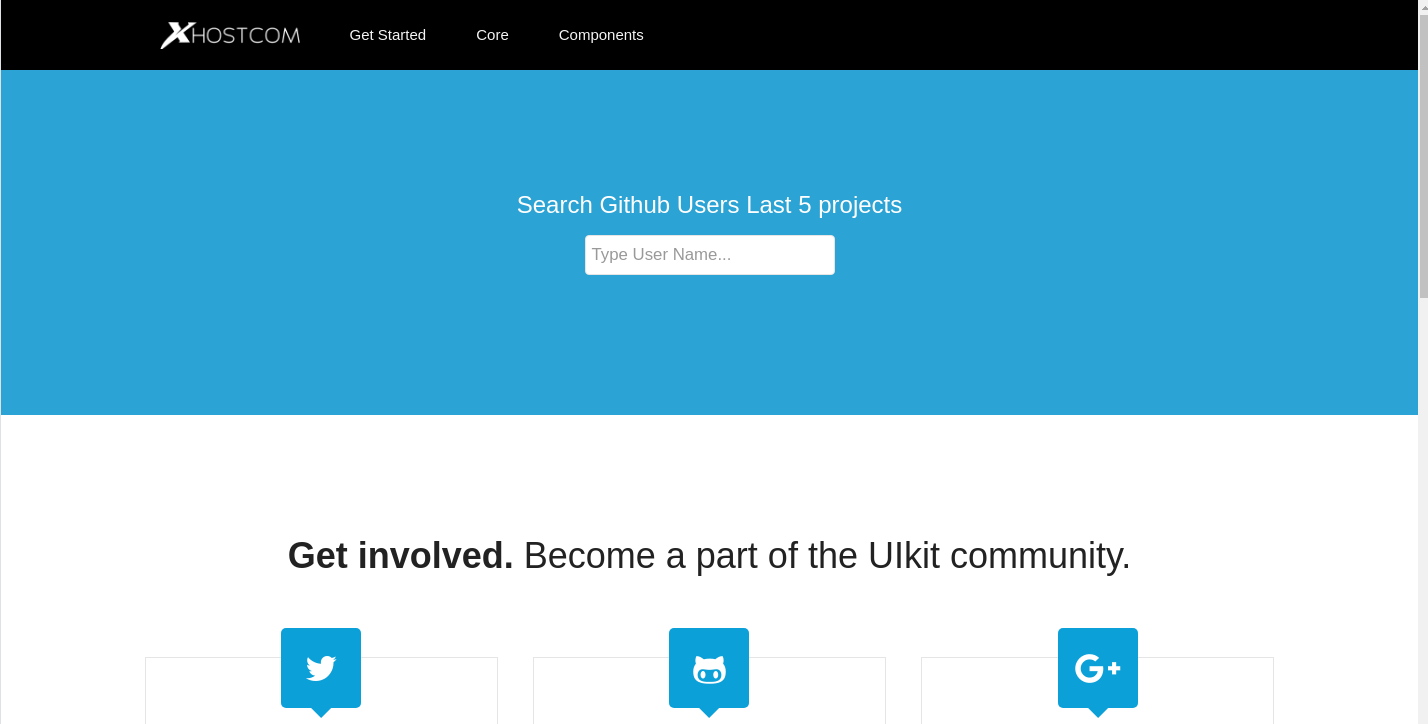 XHOSTCOM
Get Started
Core
Components
Search Github Users Last 5 projects
Type User Name...
Get involved. Become a part of the UIkit community.
G+